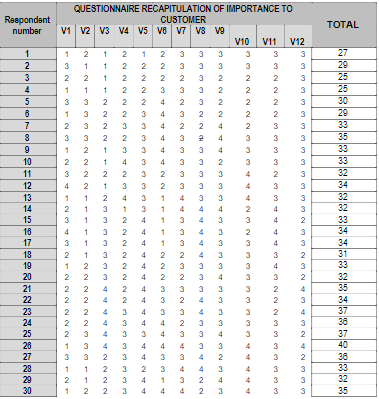 QUESTIONNAIRE RECAPITULATION OF IMPORTANCE TO
CUSTOMER
Respondent number
TOTAL
V1 V2 V3 V4 V5 V6 V7 V8 V9 V10 V11 V12
1 1 2 1 2 1 2 3 3 3 3 3 3 27
2 3 1 1 2 2 2 3 3 3 3 3 3 29
3 2 2 1 2 2 2 2 3 2 2 2 3 25
4 1 1 1 2 2 3 3 2 2 2 3 3 25
5 3 3 2 2 2 4 2 3 2 2 2 3 30
6 1 3 2 2 3 4 3 2 2 2 2 3 29
7 2 3 2 3 3 4 2 2 4 2 3 3 33
8 3 3 2 2 3 4 3 2 4 3 3 3 35
9 1 2 1 3 3 4 3 3 3 3 3 3 33
10 2 2 1 4 3 4 3 3 2 3 3 3 33
11 3 2 2 2 3 2 3 3 3 4 2 3 32
12 4 2 1 3 3 2 3 3 3 4 3 3 34
13 1 1 2 4 3 1 4 3 3 4 3 3 32
14 2 1 3 1 3 1 4 4 4 2 4 3 32
15 1 3 3 2 4 1 3 4 3 3 4 2 33
16 4 1 3 2 4 1 3 4 3 2 4 3 34
17 3 1 3 2 4 1 3 4 3 3 4 3 34
18 2 1 3 2 4 2 2 4 3 3 3 2 31
19 1 2 3 2 4 2 3 3 3 4 3 3 33
20 2 3 3 2 4 2 2 3 4 3 2 2 32
21 2 2 4 2 4 3 3 3 3 3 4 2 35
22 2 2 4 2 3 3 2 4 3 3 3 3 34
23 2 2 4 3 4 3 2 3 3 4 3 4 37
24 2 2 4 3 4 4 2 3 3 3 3 3 36
25 2 3 4 3 3 4 3 3 4 3 3 2 37
26 1 3 4 3 4 4 4 3 3 4 3 4 40
27 3 3 2 3 4 3 3 4 2 4 3 2 36
28 1 1 2 3 2 3 4 4 3 4 3 3 33
29 2 1 2 3 4 1 3 2 4 4 3 3 32
30 1 2 2 4 3 4 4 2 3 4 3 3 35